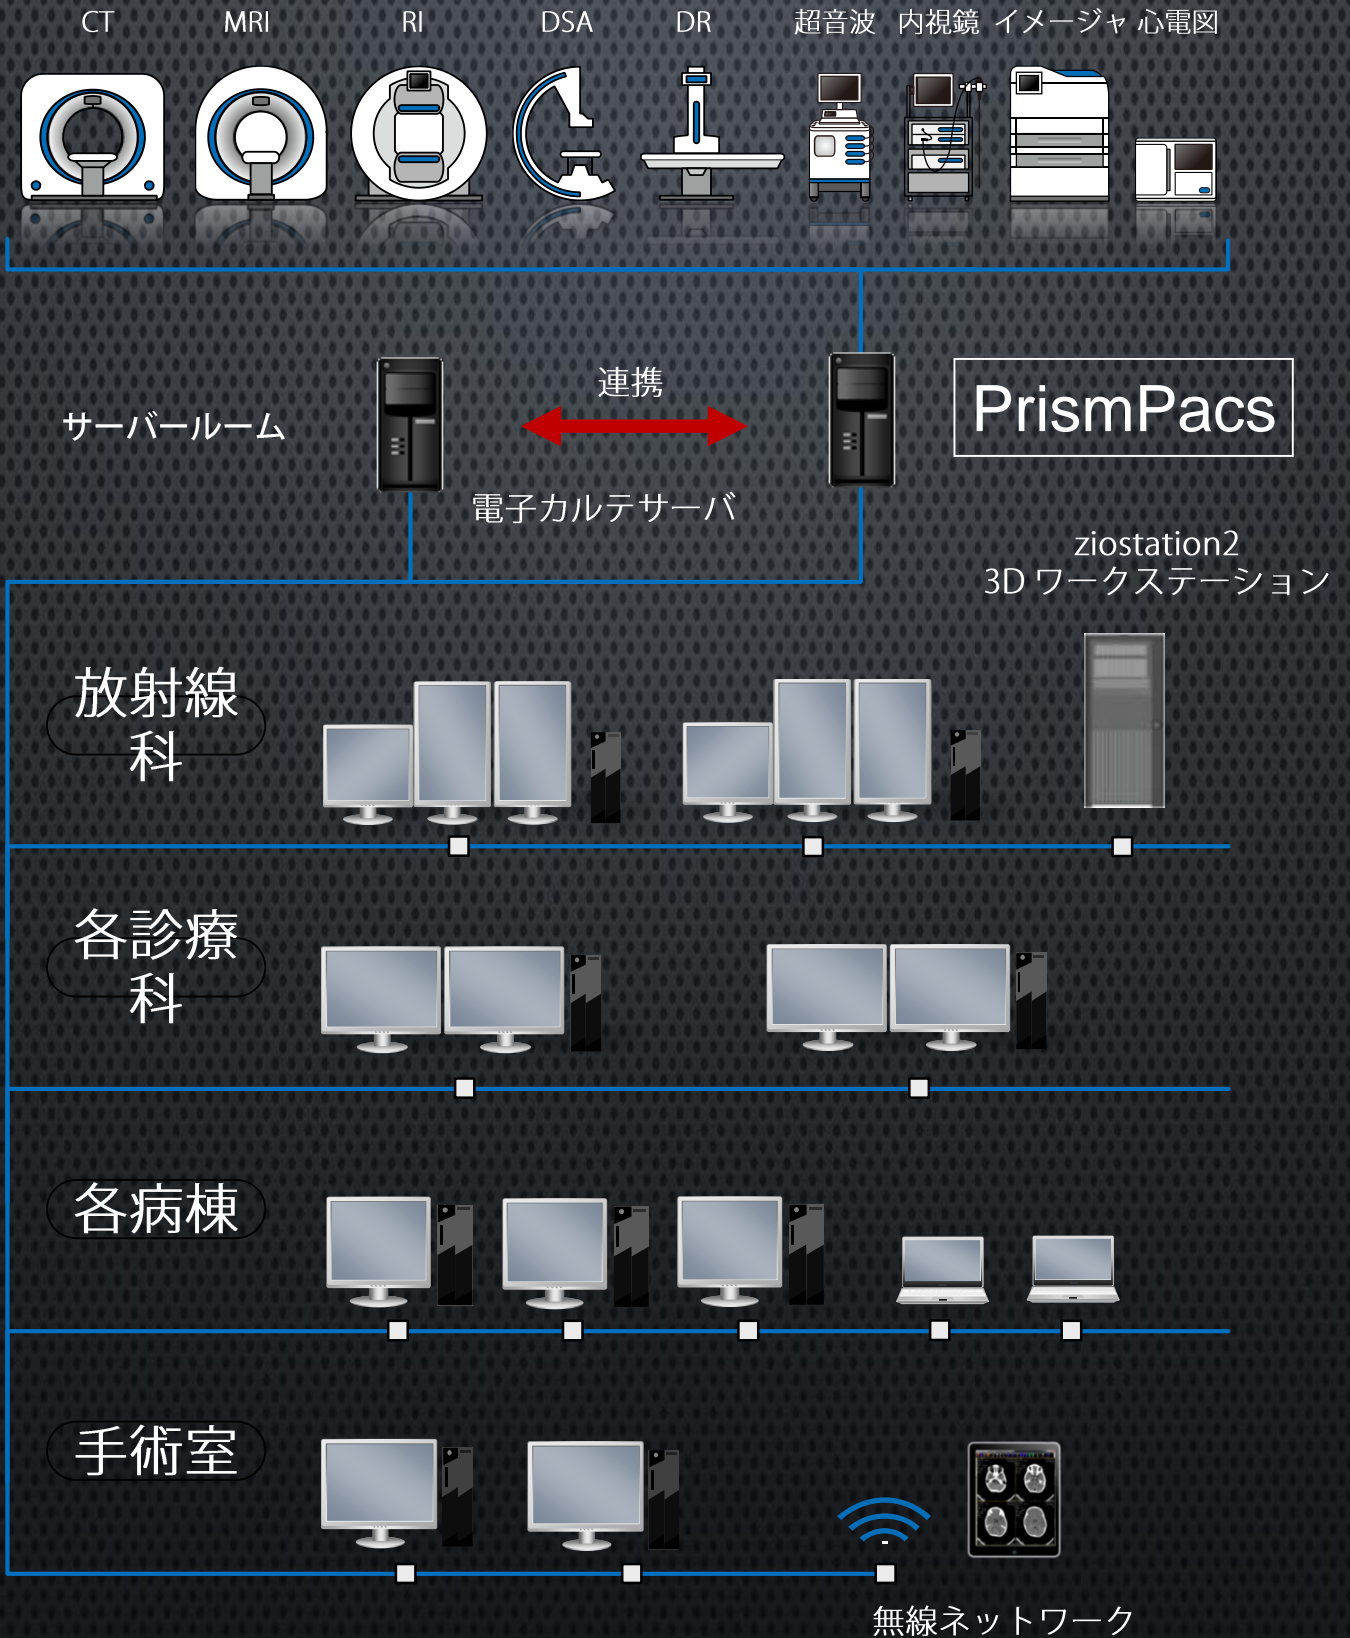 CT MRI RI DSA DR 超音波 内視鏡 イメージャ 心電図
連携
サーバールーム
PrismPacs
電子カルテサーバ
ziostation2
3D ワークステーション
放射線
科
各診療
科
各病棟
手術室
無線ネットワーク